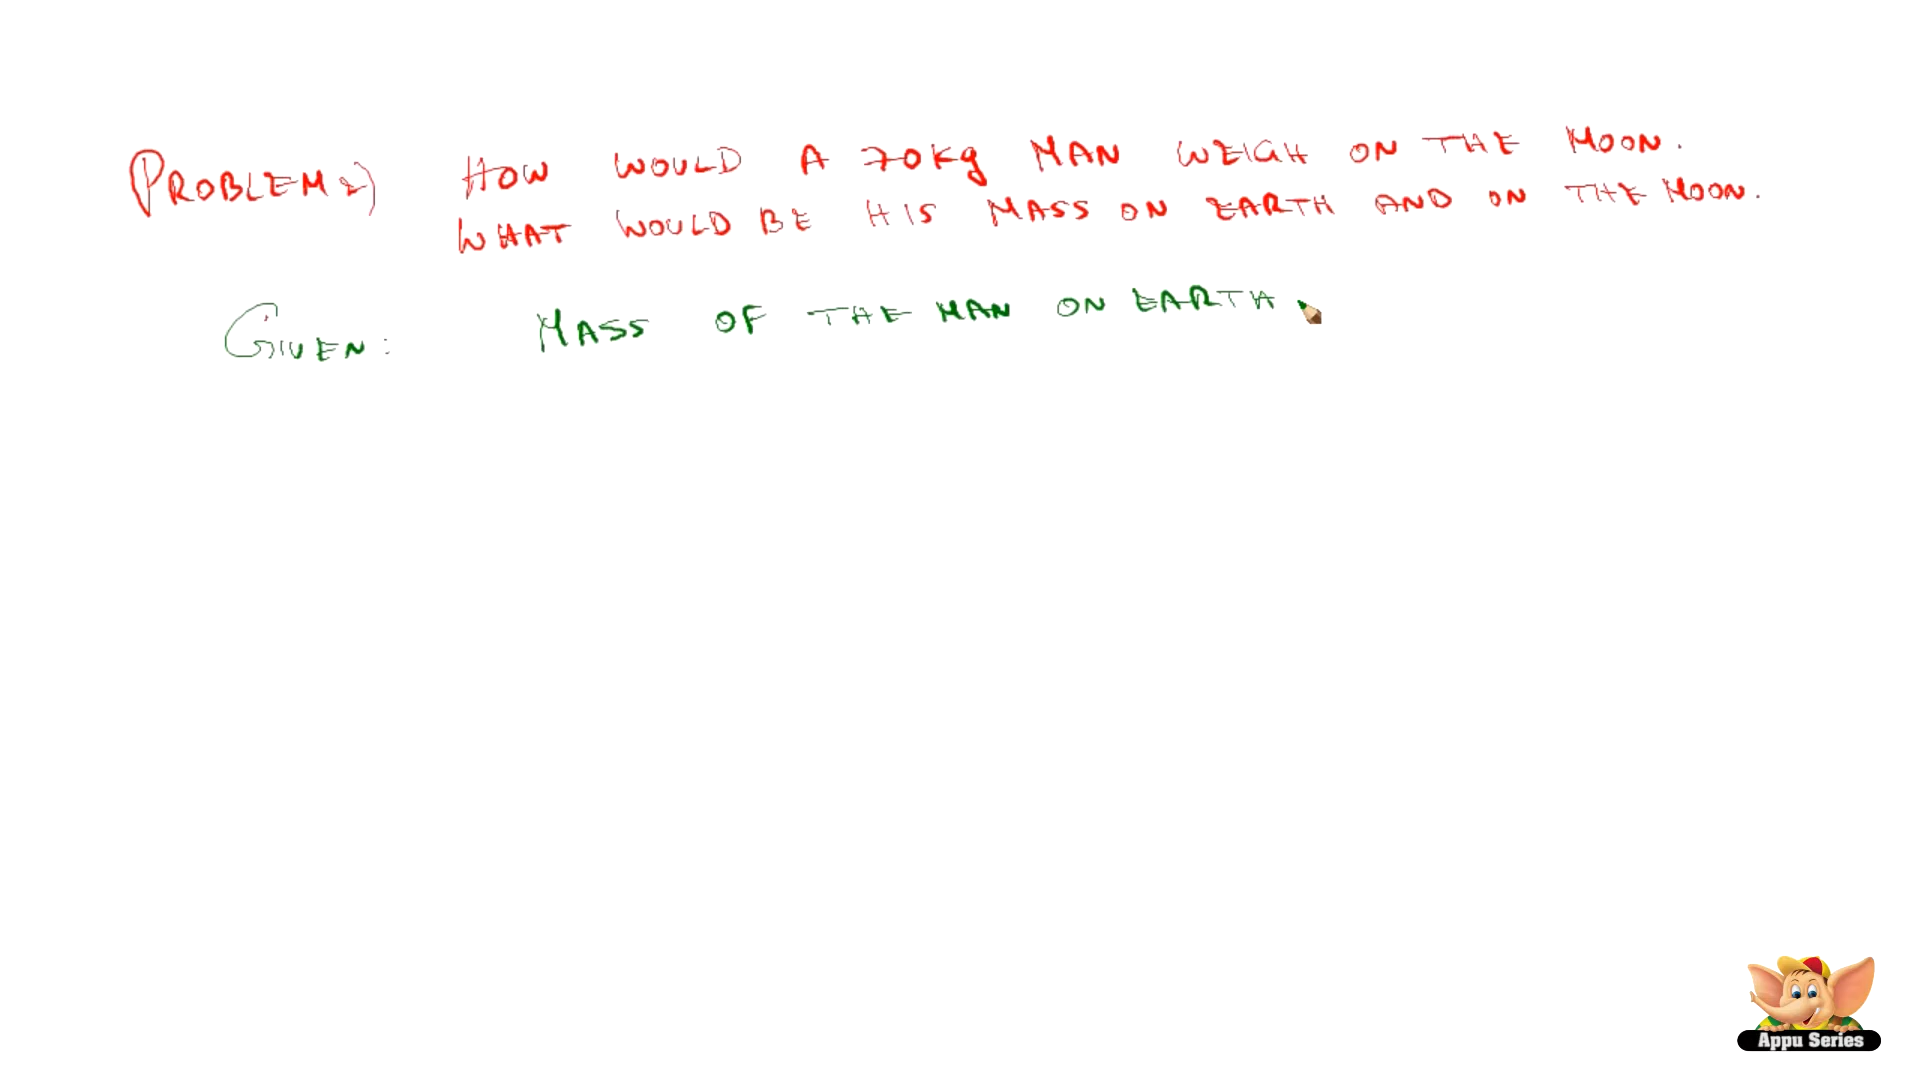 PROBLEM 2) HOW WOULD A 70Kg MAN WEIGH ON THE MOON.
WHAT WOULD BE HIS MASS ON EARTH AND ON THE MOON.
GIVEN: MASS OF THE MAN ON EARTH
Appu Series